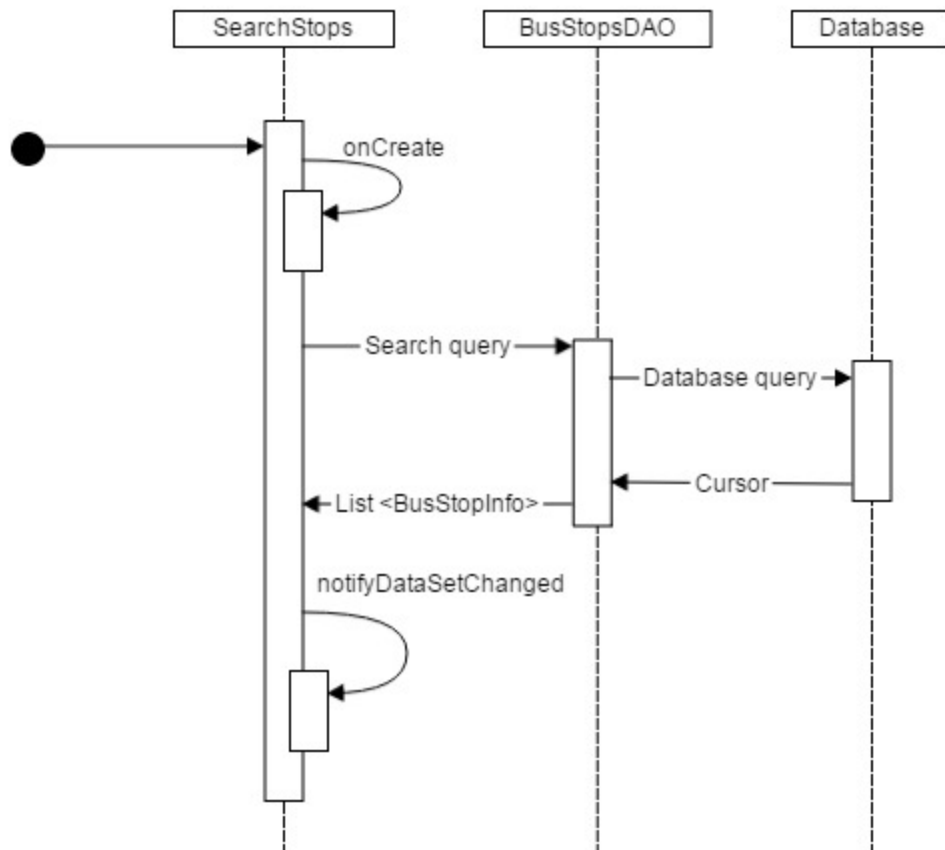 SearchStops
BusStopsDAO
Database
onCreate
Search query
Database query
Cursor
List <BusStopInfo>
notifyDataSetChanged